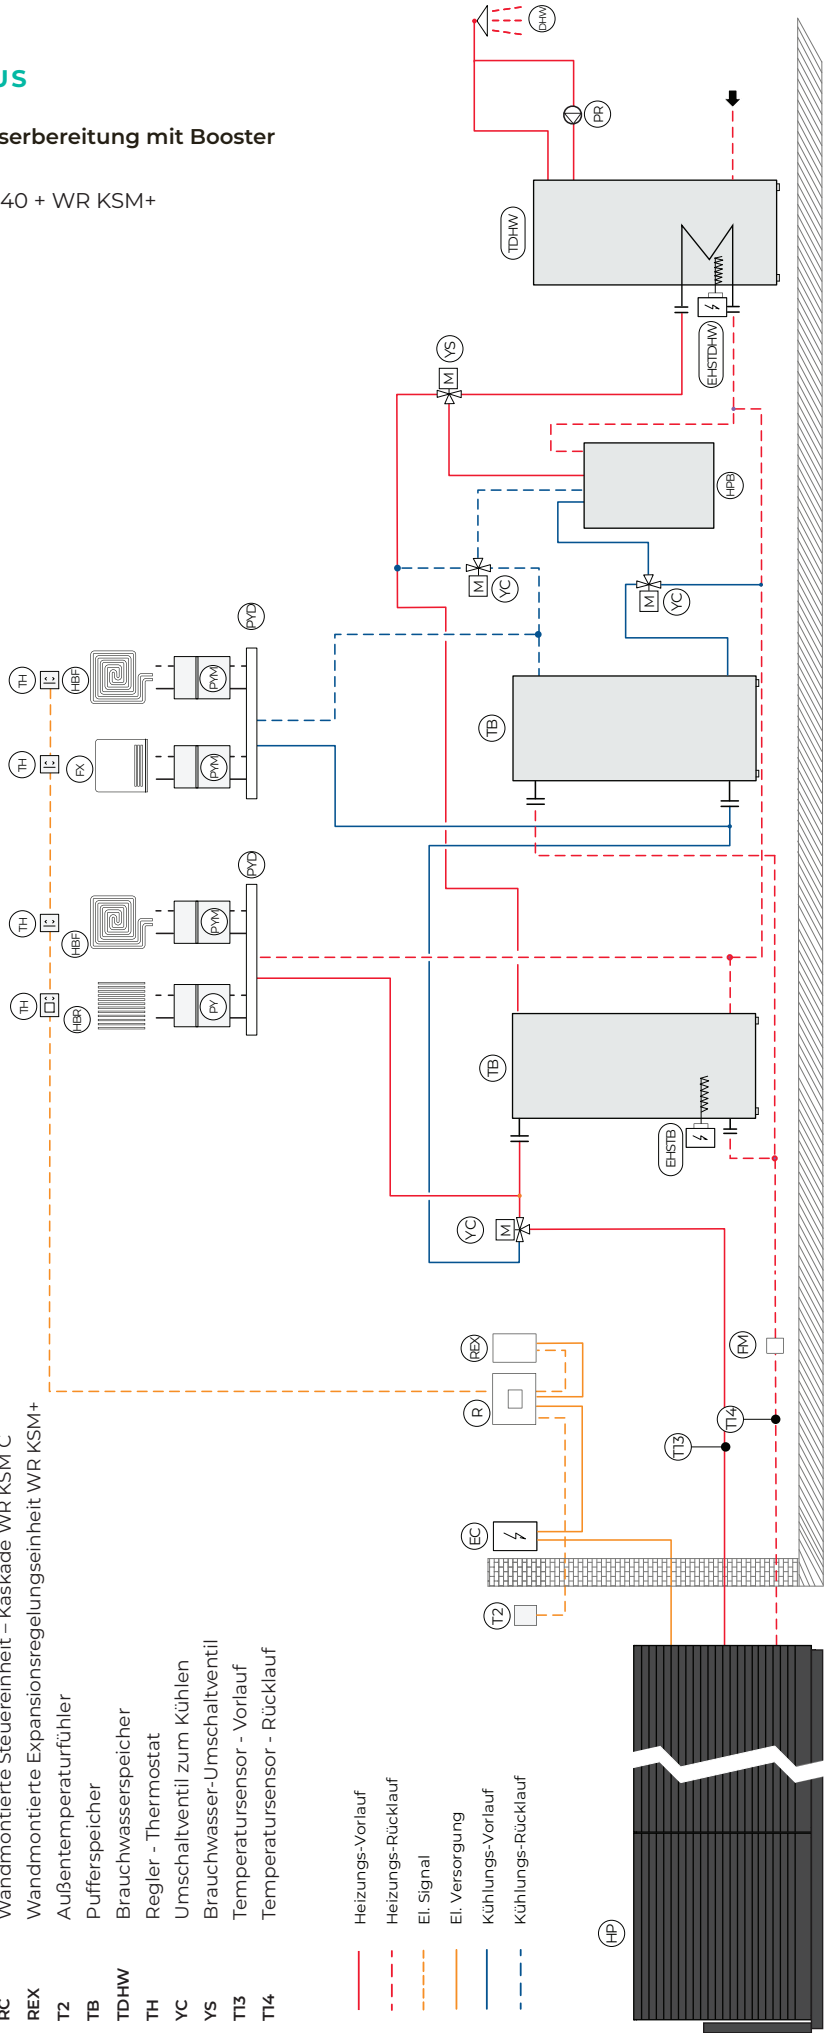 US
serbereitung mit Booster
40 + WR KSM+
DHW
PR
TDHW
EHSTDHW
YS
M
HPB
YC
M
YC
M
TH
HBF
PYM
PYD
TH
FX
PYM
TB
TH
HBF
PYM
PYD
TH
HBR
PY
TB
EHSTB
YC
M
REX
R
FM
T14
T13
EC
T2
HP
RC Wandmontierte Steuereinheit – Kaskade WR KSM C
REX Wandmontierte Expansionsregelungseinheit WR KSM+
T2 Außentemperaturfühler
TB Pufferspeicher
TDHW Brauchwasserspeicher
TH Regler - Thermostat
YC Umschaltventil zum Kühlen
YS Brauchwasser-Umschaltventil
T13 Temperatursensor - Vorlauf
T14 Temperatursensor - Rücklauf
Heizungs-Vorlauf
Heizungs-Rücklauf
El. Signal
El. Versorgung
Kühlungs-Vorlauf
Kühlungs-Rücklauf